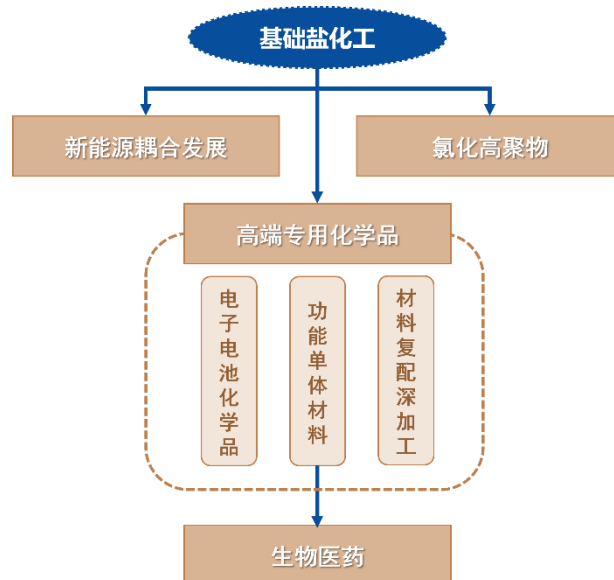 基础盐化工
新能源耦合发展
氯化高聚物
高端专用化学品
电子电池化学品
功能单体材料
材料复配深加工
生物医药